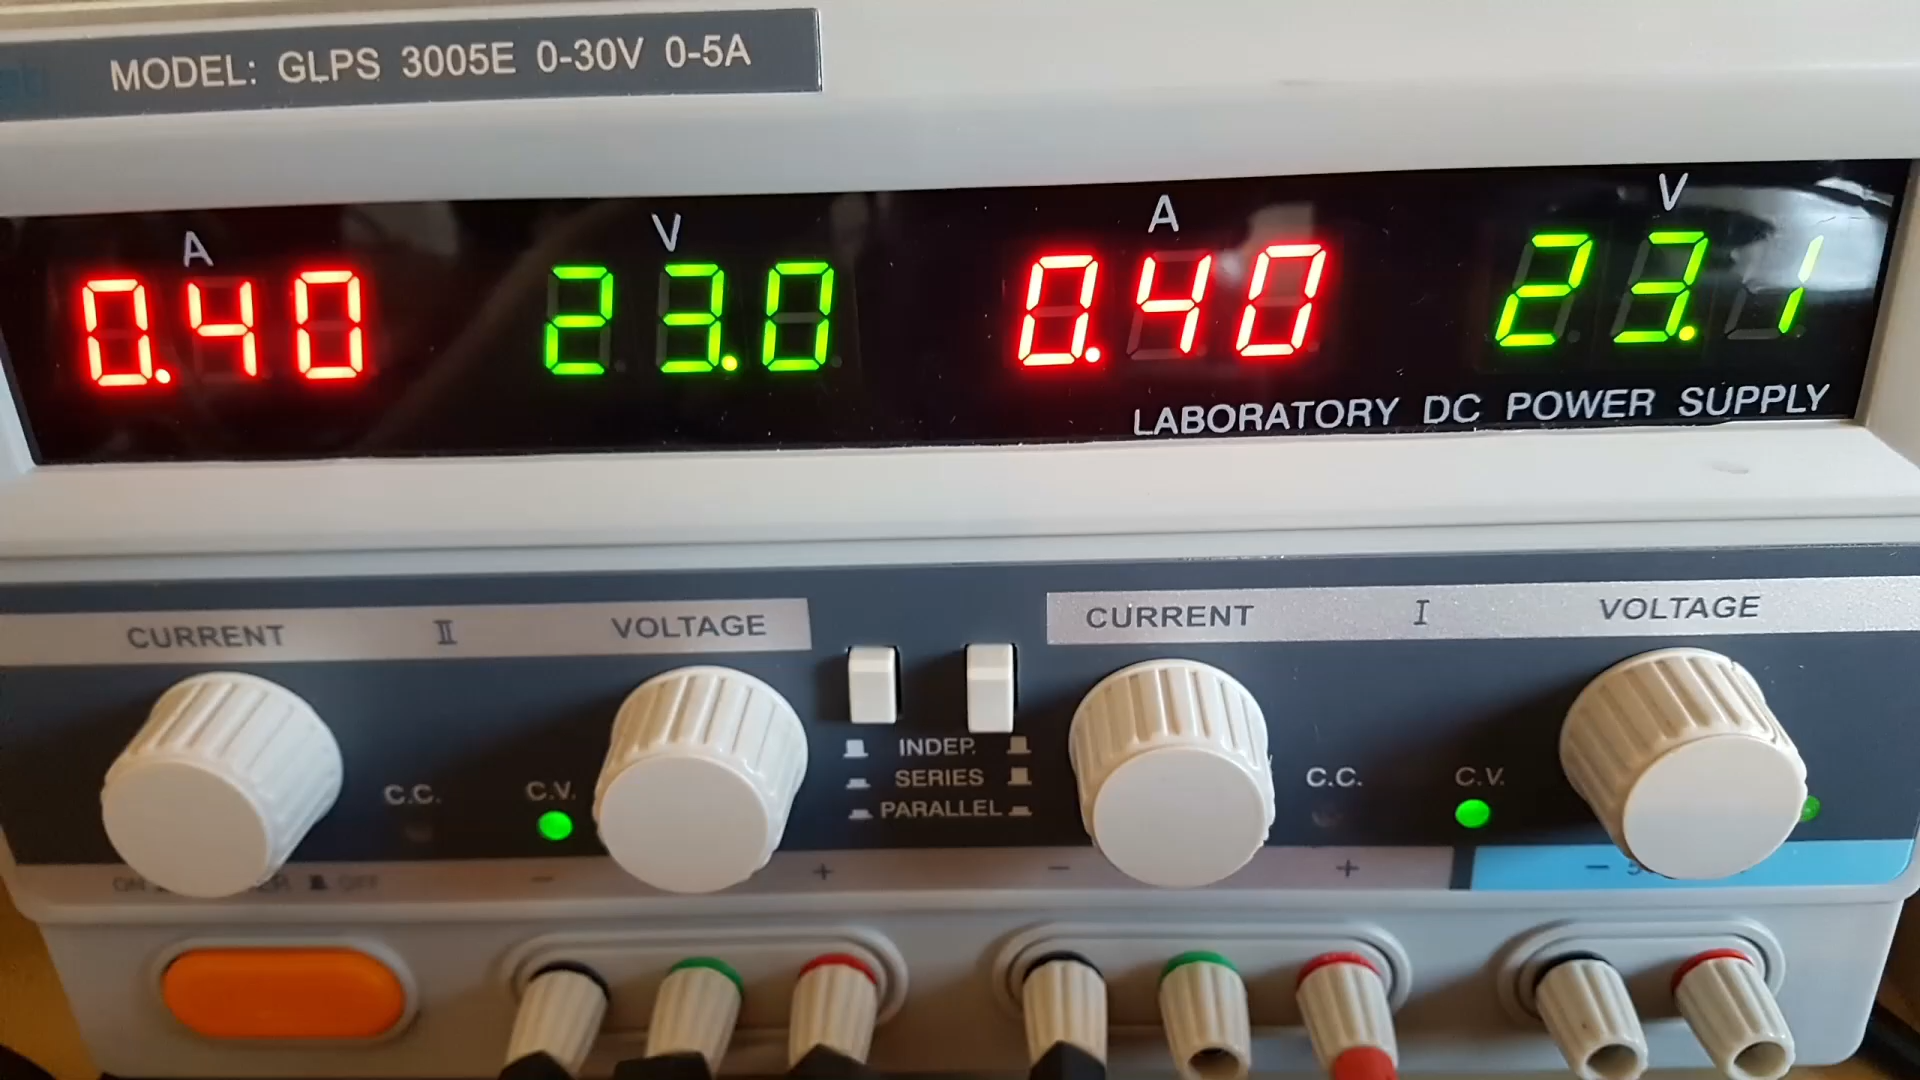 MODEL: GLPS 3005E 0-30V 0-5A
A V A V
0.40 23.0 0.40 23.1
LABORATORY DC POWER SUPPLY
CURRENT II VOLTAGE
CURRENT I VOLTAGE
INDEP.
SERIES
PARALLEL
C.C. C.V.
C.C. C.V.
OFF
- +
- +
-